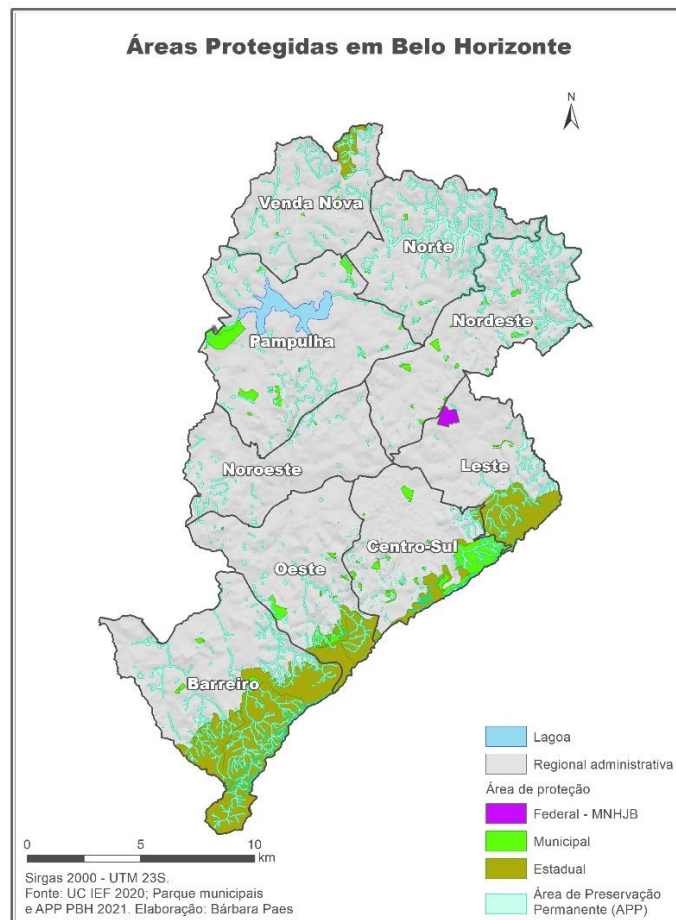 Áreas Protegidas em Belo Horizonte
N
Venda Nova
Norte
Nordeste
Pampulha
Noroeste
Leste
Centro-Sul
Oeste
Barreiro
Lagoa
Regional administrativa
Área de proteção
Federal - MNHJB
Municipal
Estadual
Área de Preservação
Permanente (APP)
0 5 10
km
Sirgas 2000 - UTM 23S.
Fonte: UC IEF 2020; Parque municipais
e APP PBH 2021. Elaboração: Bárbara Paes